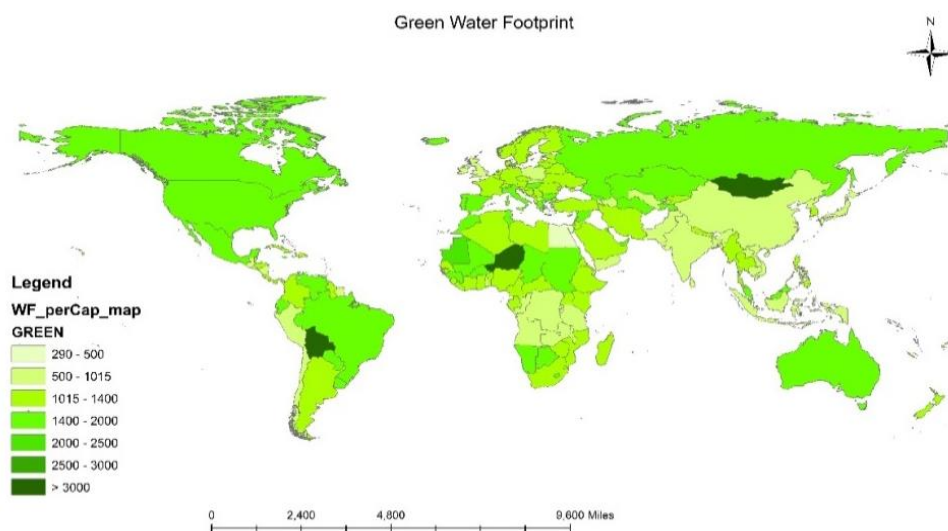 Green Water Footprint
N
Legend
WF_perCap_map
GREEN
290 - 500
500 - 1015
1015 - 1400
1400 - 2000
2000 - 2500
2500 - 3000
> 3000
0 2,400 4,800 9,600 Miles